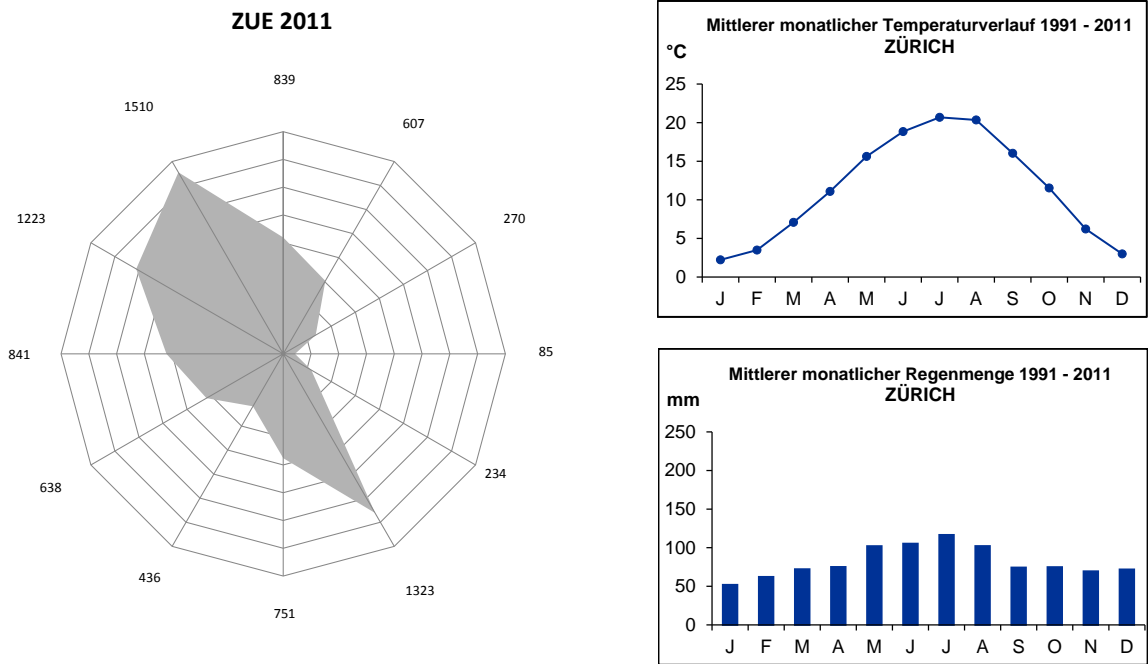 ZUE 2011
839
607
270
85
234
1323
751
436
638
841
1223
1510
Mittlerer monatlicher Temperaturverlauf 1991 - 2011
ZÜRICH
°C
25
20
15
10
5
0
J F M A M J J A S O N D
Mittlerer monatlicher Regenmenge 1991 - 2011
ZÜRICH
mm
250
200
150
100
50
0
J F M A M J J A S O N D